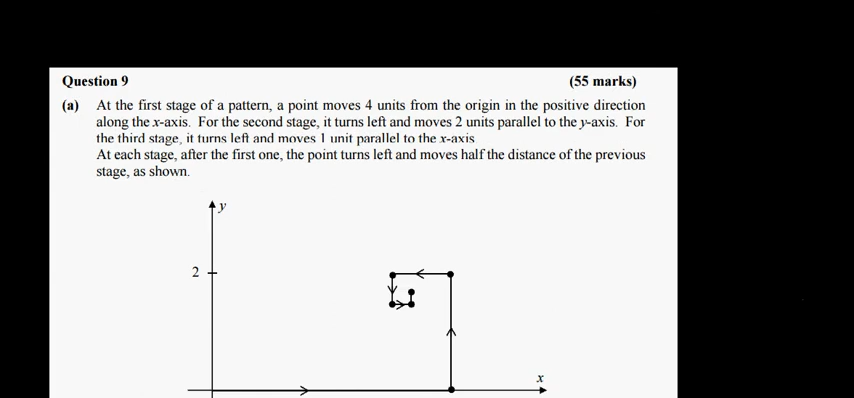 Question 9 (55 marks)
(a) At the first stage of a pattern, a point moves 4 units from the origin in the positive direction
along the x-axis. For the second stage, it turns left and moves 2 units parallel to the y-axis. For
the third stage, it turns left and moves 1 unit parallel to the x-axis
At each stage, after the first one, the point turns left and moves half the distance of the previous
stage, as shown.
y
2
x